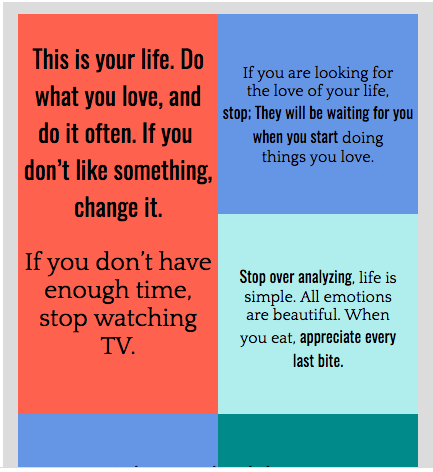 This is your life. Do
what you love, and
do it often. If you
don’t like something,
change it.
If you don’t have
enough time,
stop watching
TV.
If you are looking for
the love of your life,
stop; They will be waiting for you
when you start doing
things you love.
Stop over analyzing, life is
simple. All emotions
are beautiful. When
you eat, appreciate every
last bite.